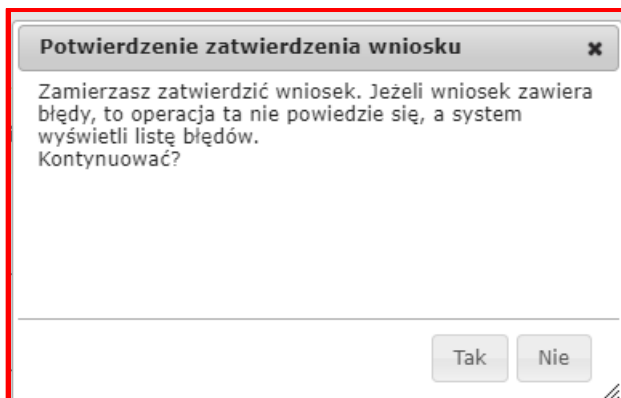 Potwierdzenie zatwierdzenia wniosku
Zamierzasz zatwierdzić wniosek. Jeżeli wniosek zawiera
błędy, to operacja ta nie powiedzie się, a system
wyświetli listę błędów.
Kontynuować?
Tak Nie